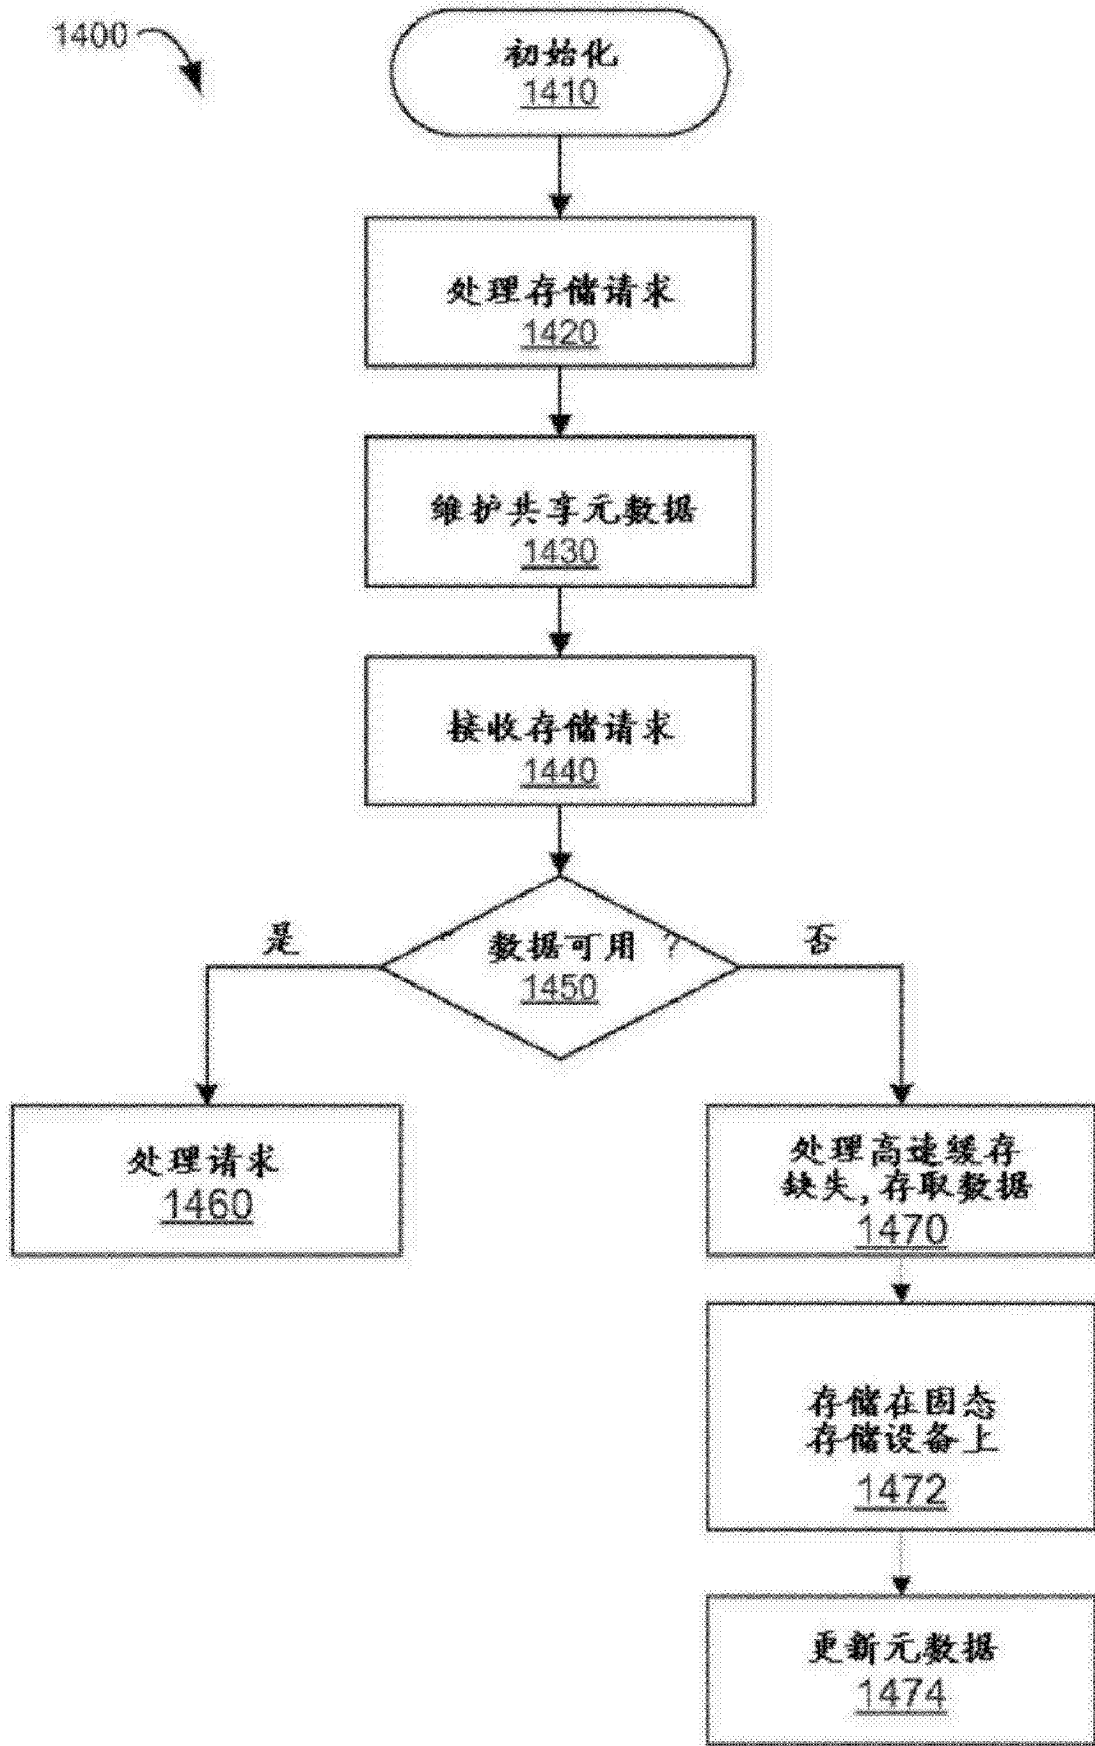 1400
初始化
1410
处理存储请求
1420
维护共享元数据
1430
接收存储请求
1440
是
数据可用？
否
1450
处理请求
1460
处理高速缓存
缺失,存取数据
1470
存储在固态
存储设备上
1472
更新元数据
1474